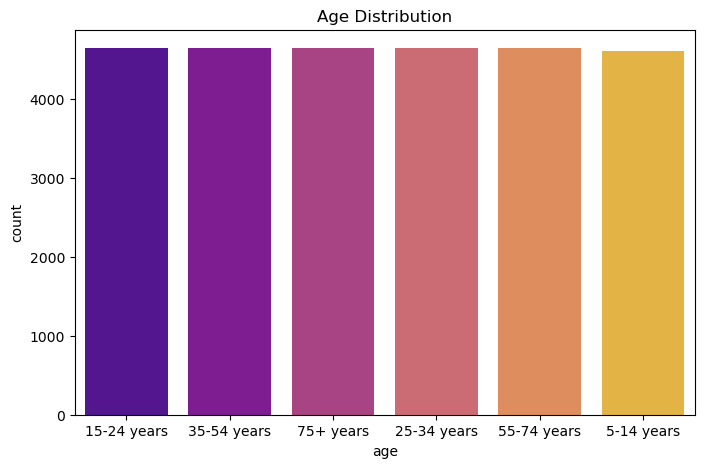 Age Distribution
4000
3000
2000
1000
0
count
15-24 years 35-54 years 75+ years 25-34 years 55-74 years 5-14 years
age